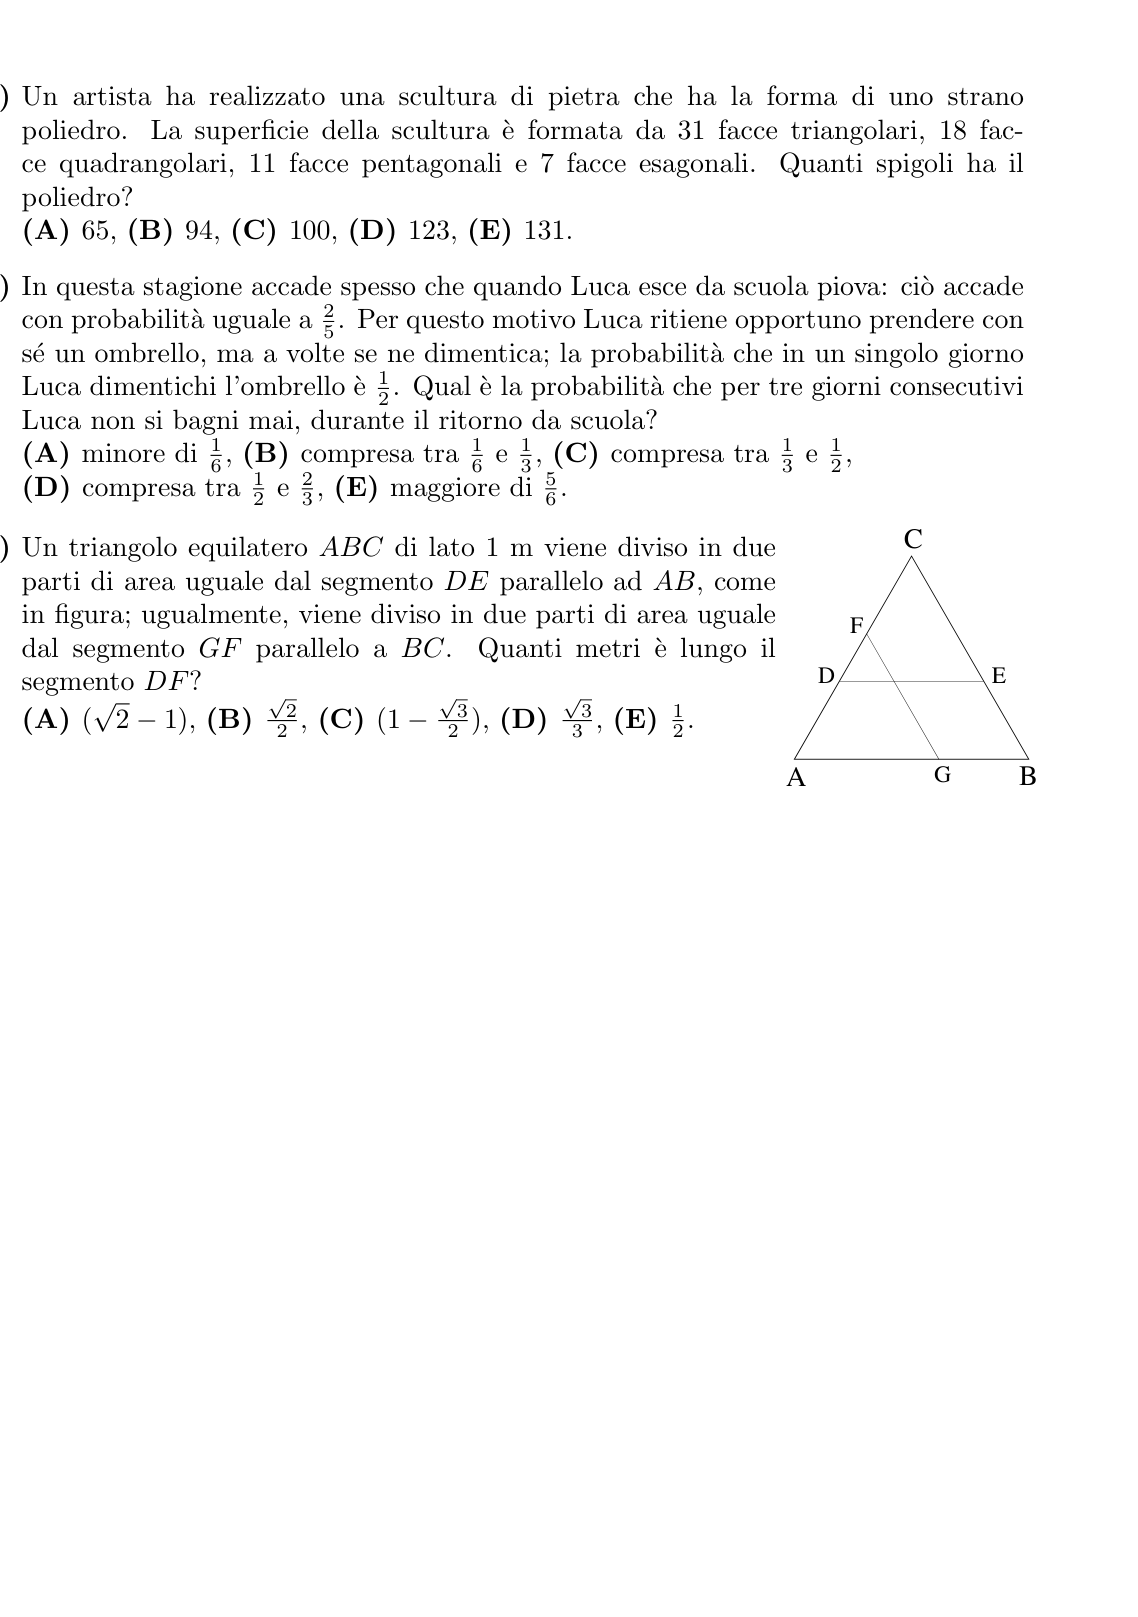 ) Un artista ha realizzato una scultura di pietra che ha la forma di uno strano
poliedro. La superficie della scultura è formata da 31 facce triangolari, 18 fac-
ce quadrangolari, 11 facce pentagonali e 7 facce esagonali. Quanti spigoli ha il
poliedro?
(A) 65, (B) 94, (C) 100, (D) 123, (E) 131.
) In questa stagione accade spesso che quando Luca esce da scuola piova: ciò accade
con probabilità uguale a 2/5. Per questo motivo Luca ritiene opportuno prendere con
sé un ombrello, ma a volte se ne dimentica; la probabilità che in un singolo giorno
Luca dimentichi l'ombrello è 1/2. Qual è la probabilità che per tre giorni consecutivi
Luca non si bagni mai, durante il ritorno da scuola?
(A) minore di 1/6, (B) compresa tra 1/6 e 1/3, (C) compresa tra 1/3 e 1/2,
(D) compresa tra 1/2 e 2/3, (E) maggiore di 5/6.
) Un triangolo equilatero ABC di lato 1 m viene diviso in due
parti di area uguale dal segmento DE parallelo ad AB, come
in figura; ugualmente, viene diviso in due parti di area uguale
dal segmento GF parallelo a BC. Quanti metri è lungo il
segmento DF?
(A) (√2 − 1), (B) √2/2, (C) (1 − √3/2), (D) √3/3, (E) 1/2.
C
F
D
E
A
G
B